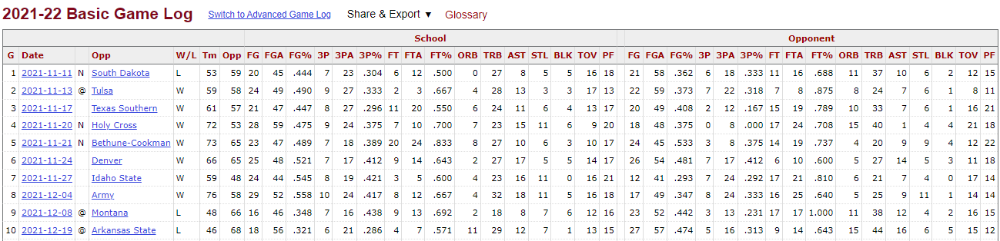 2021-22 Basic Game Log Switch to Advanced Game Log Share & Export ▼ Glossary
School Opponent
G Date Opp W/L Tm Opp FG FGA FG% 3P 3PA 3P% FT FTA FT% ORB TRB AST STL BLK TOV PF FG FGA FG% 3P 3PA 3P% FT FTA FT% ORB TRB AST STL BLK TOV PF
1 2021-11-11 N South Dakota L 53 59 20 45 .444 7 23 .304 6 12 .500 0 27 8 5 5 16 18 21 58 .362 6 18 .333 11 16 .688 11 37 10 6 2 12 15
2 2021-11-13 @ Tulsa W 59 58 24 49 .490 9 27 .333 2 3 .667 4 28 13 3 3 17 13 22 59 .373 7 22 .318 7 8 .875 8 24 7 6 1 8 11
3 2021-11-17 Texas Southern W 61 57 21 47 .447 8 27 .296 11 20 .550 6 24 11 6 4 13 17 20 49 .408 2 12 .167 15 19 .789 10 33 7 6 1 16 21
4 2021-11-20 N Holy Cross W 72 53 28 59 .475 9 24 .375 7 10 .700 7 23 15 11 6 9 20 18 48 .375 0 8 .000 17 24 .708 15 40 1 4 4 21 18
5 2021-11-21 N Bethune-Cookman W 73 65 23 47 .489 7 18 .389 20 24 .833 8 27 10 6 3 10 17 24 45 .533 3 8 .375 14 19 .737 4 20 9 9 4 12 22
6 2021-11-24 Denver W 66 65 25 48 .521 7 17 .412 9 14 .643 2 27 17 5 5 14 17 26 54 .481 7 17 .412 6 10 .600 5 27 14 5 3 11 18
7 2021-11-27 Idaho State W 59 48 24 44 .545 8 19 .421 3 5 .600 4 23 16 11 0 16 21 12 41 .293 7 24 .292 17 21 .810 6 21 7 4 0 17 14
8 2021-12-04 Army W 76 58 29 52 .558 10 24 .417 8 12 .667 4 32 18 11 5 16 18 17 49 .347 8 24 .333 16 25 .640 5 25 9 11 1 14 14
9 2021-12-08 @ Montana L 48 66 16 46 .348 7 16 .438 9 13 .692 2 18 8 7 6 12 16 23 52 .442 3 13 .231 17 17 1.000 11 38 12 4 2 16 15
10 2021-12-19 @ Arkansas State L 46 68 18 56 .321 6 21 .286 4 7 .571 11 29 12 7 1 13 15 27 57 .474 5 16 .313 9 14 .643 15 44 16 6 5 15 12